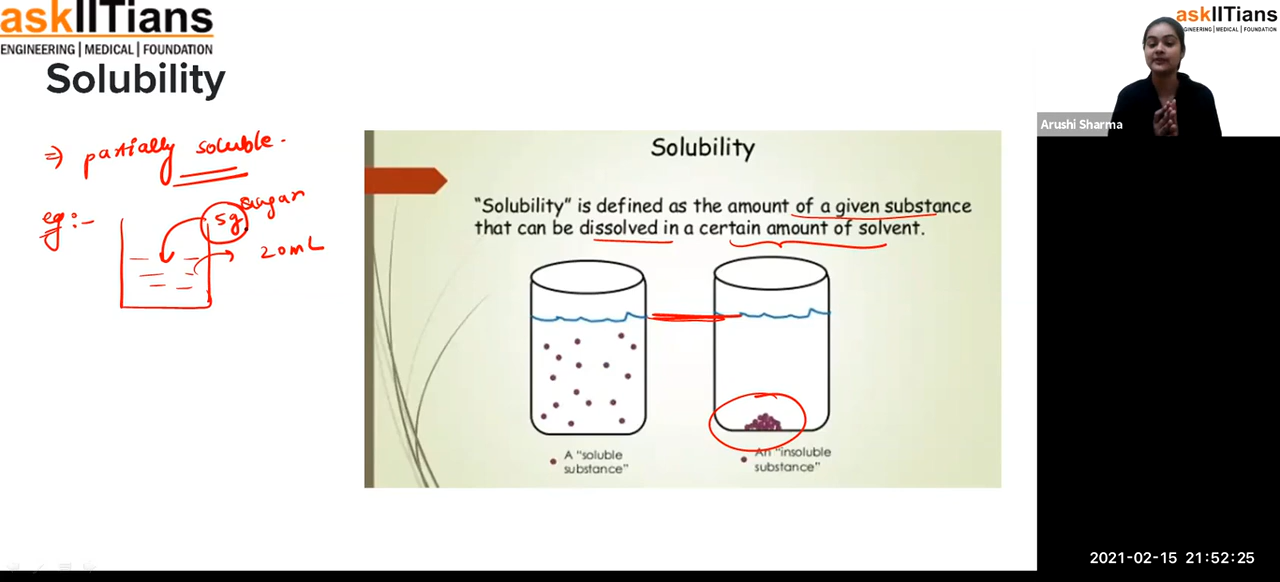 askIITians
ENGINEERING | MEDICAL | FOUNDATION
Solubility
⇒ partially soluble.
eg:-
5g sugar
20mL
Solubility
"Solubility" is defined as the amount of a given substance
that can be dissolved in a certain amount of solvent.
A "soluble
substance"
An "insoluble
substance"
askIITians
ENGINEERING | MEDICAL | FOUNDATION
Arushi Sharma
2021-02-15 21:52:25